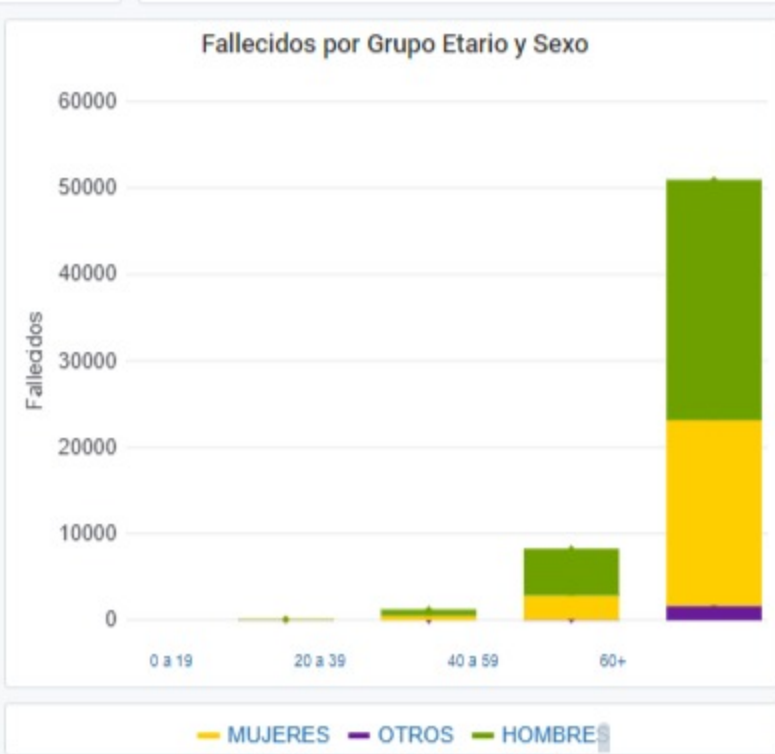 Fallecidos por Grupo Etario y Sexo
60000
50000
40000
30000
20000
10000
0
Fallecidos
0 a 19 20 a 39 40 a 59 60+
MUJERES OTROS HOMBRES